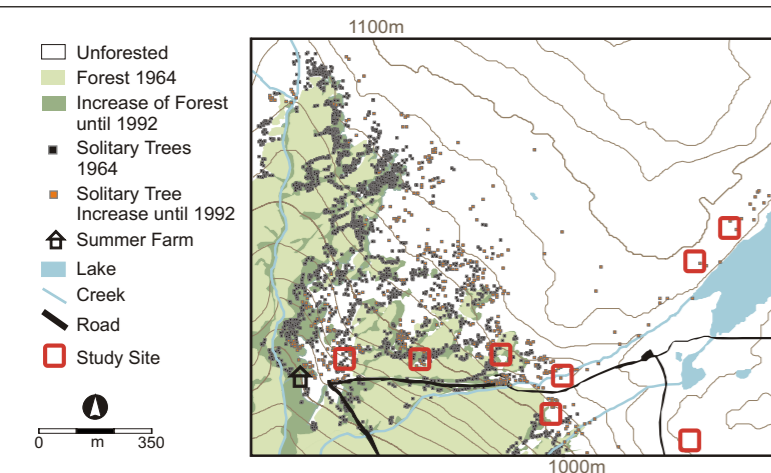 1100m
Unforested
Forest 1964
Increase of Forest
until 1992
Solitary Trees
1964
Solitary Tree
Increase until 1992
Summer Farm
Lake
Creek
Road
Study Site
0 m 350
1000m